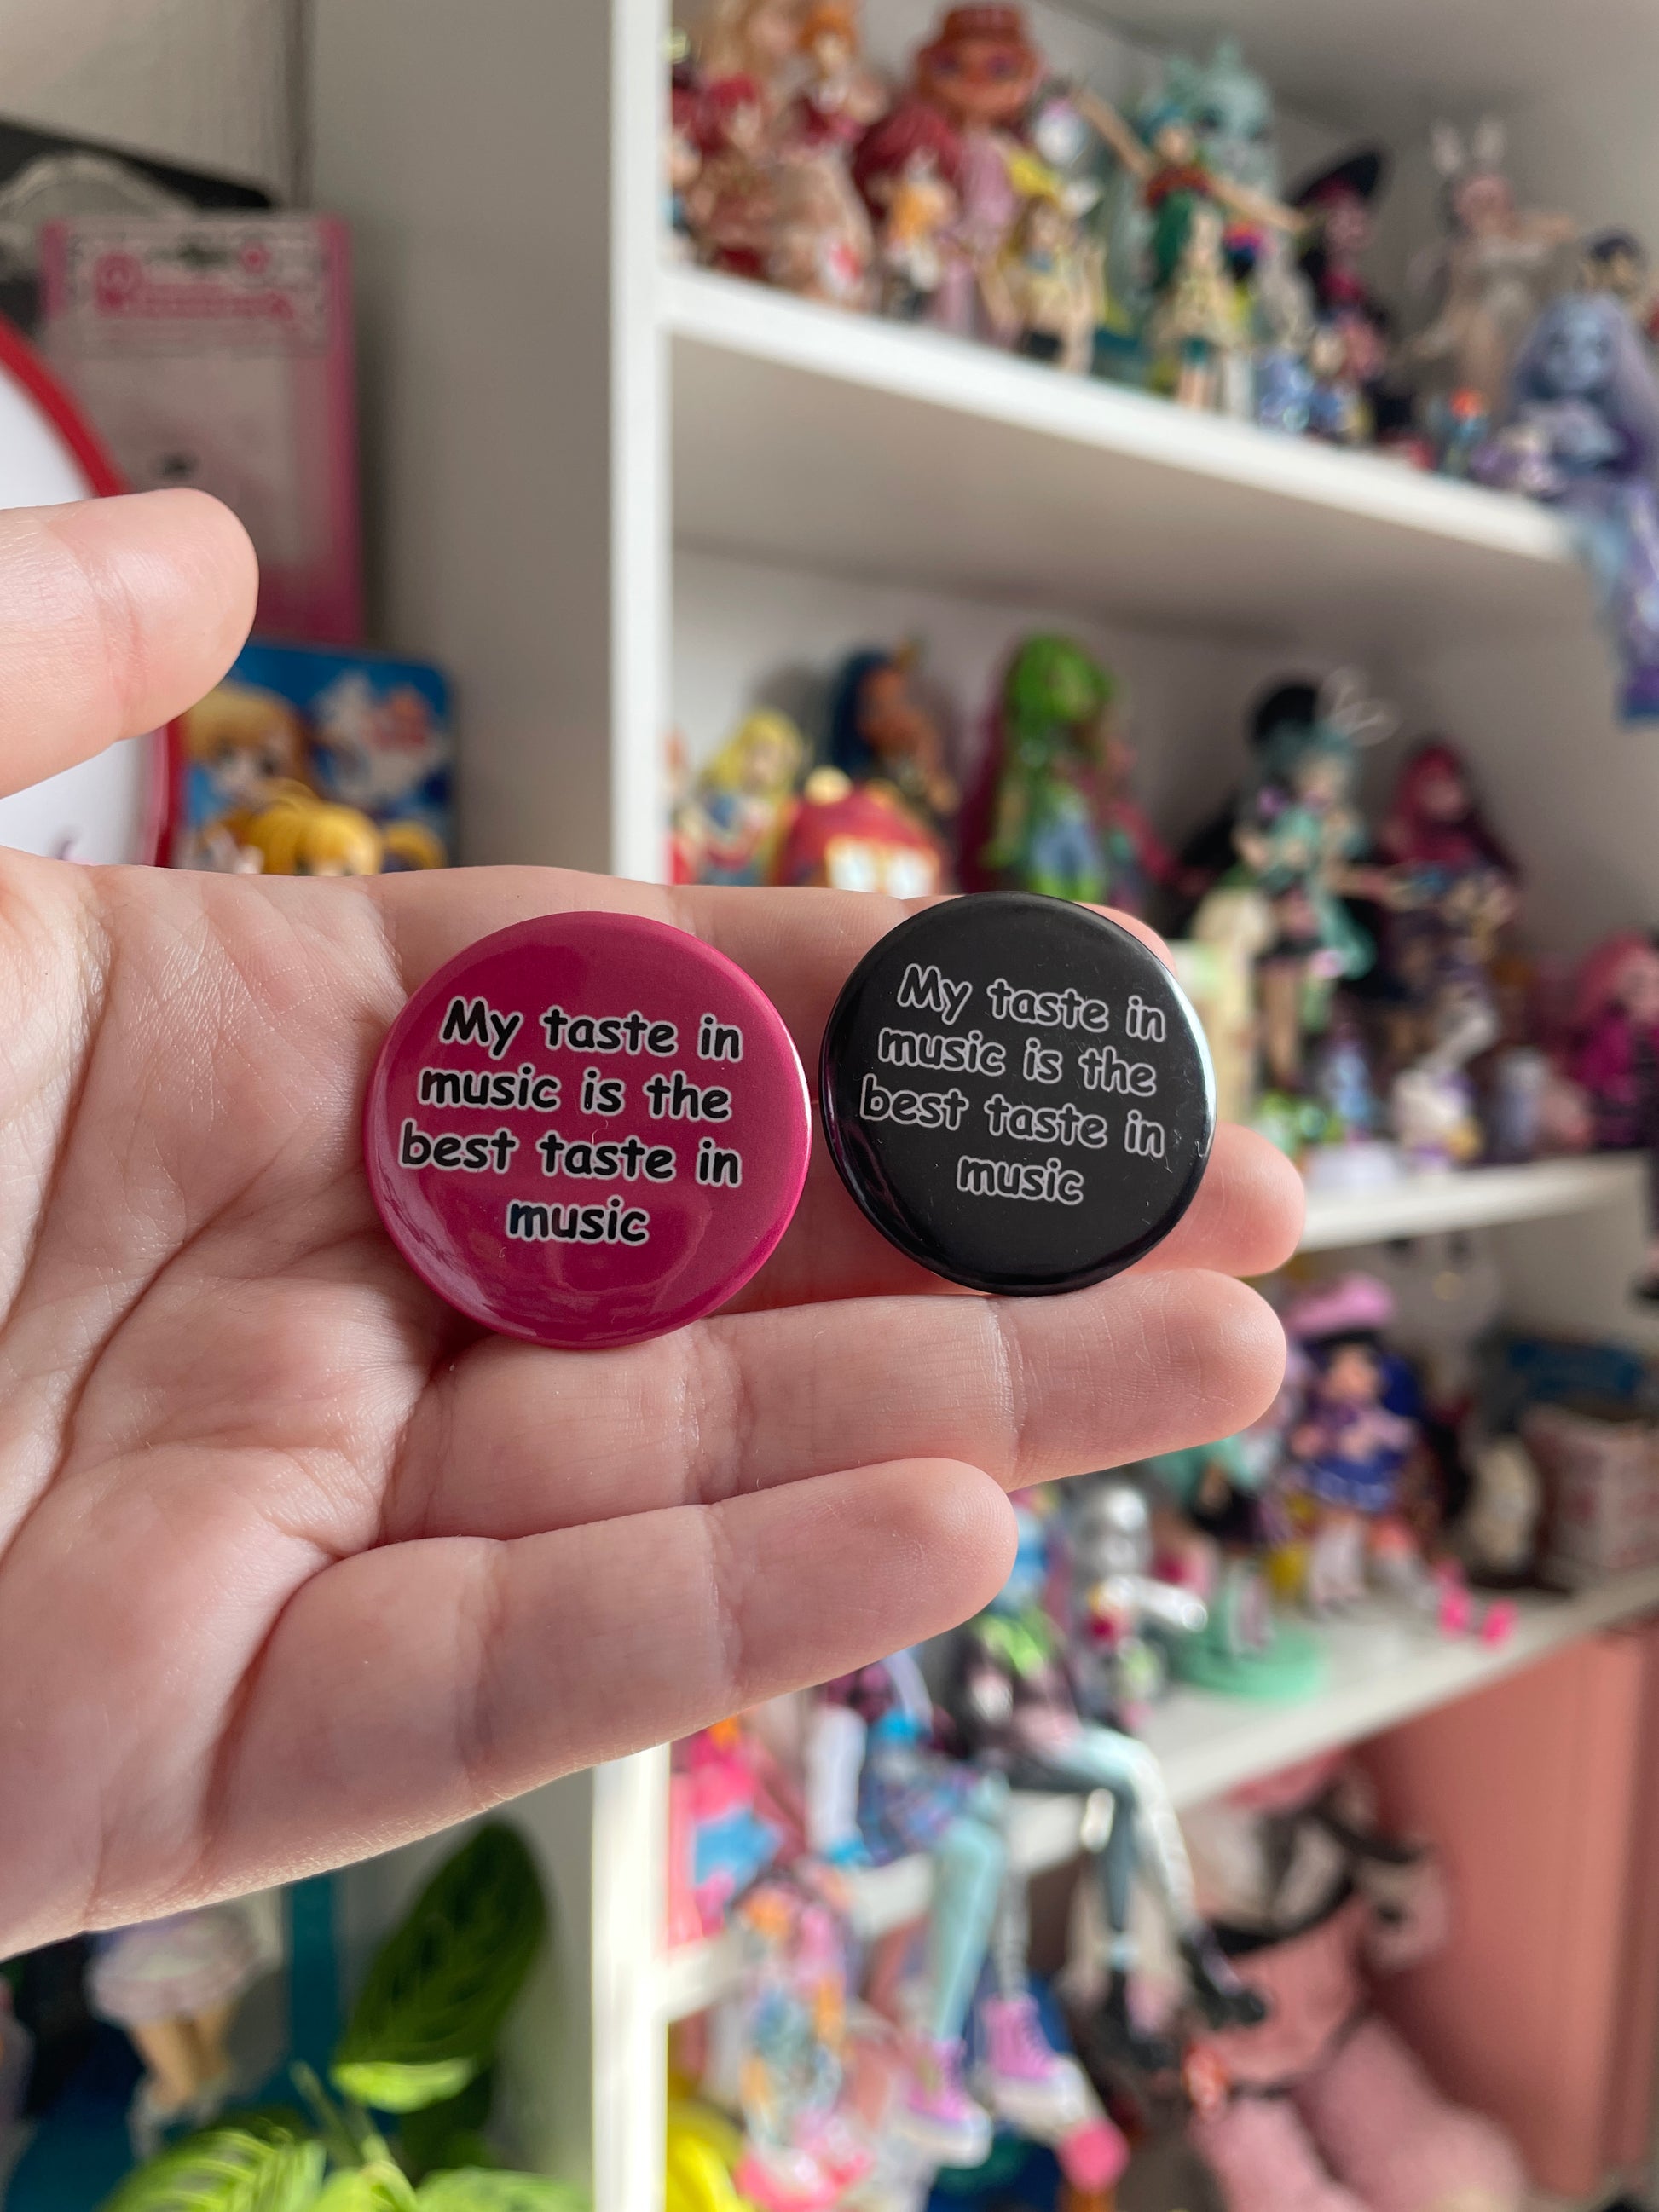 My taste in
music is the
best taste in
music
My taste in
music is the
best taste in
music